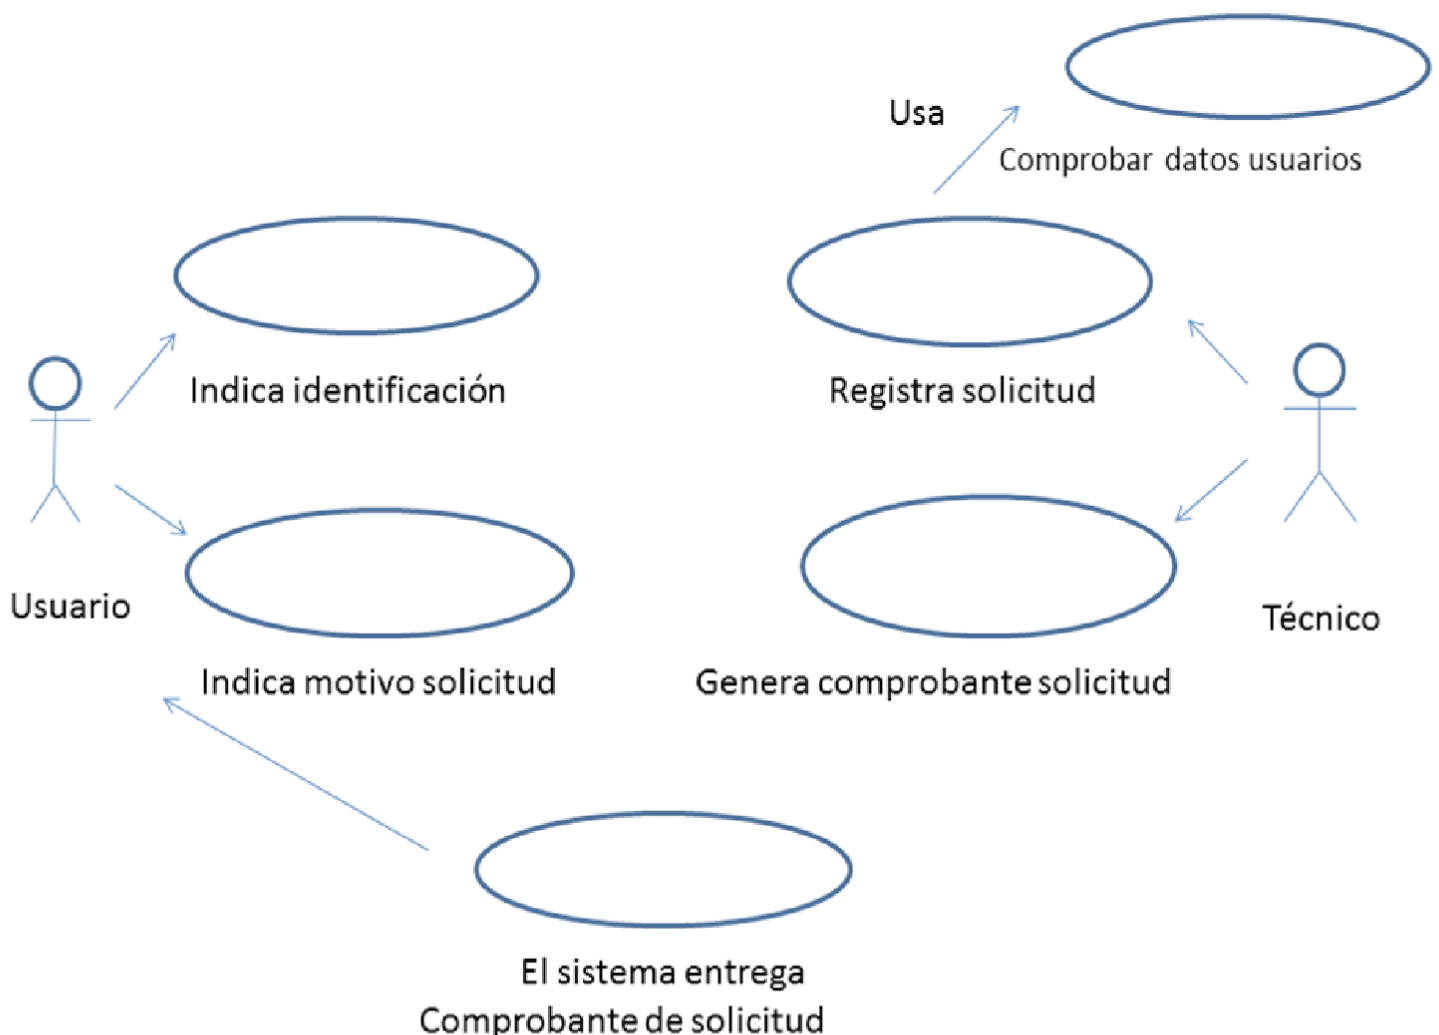 Usa
Comprobar datos usuarios
Indica identificación
Registra solicitud
Usuario
Técnico
Indica motivo solicitud
Genera comprobante solicitud
El sistema entrega
Comprobante de solicitud